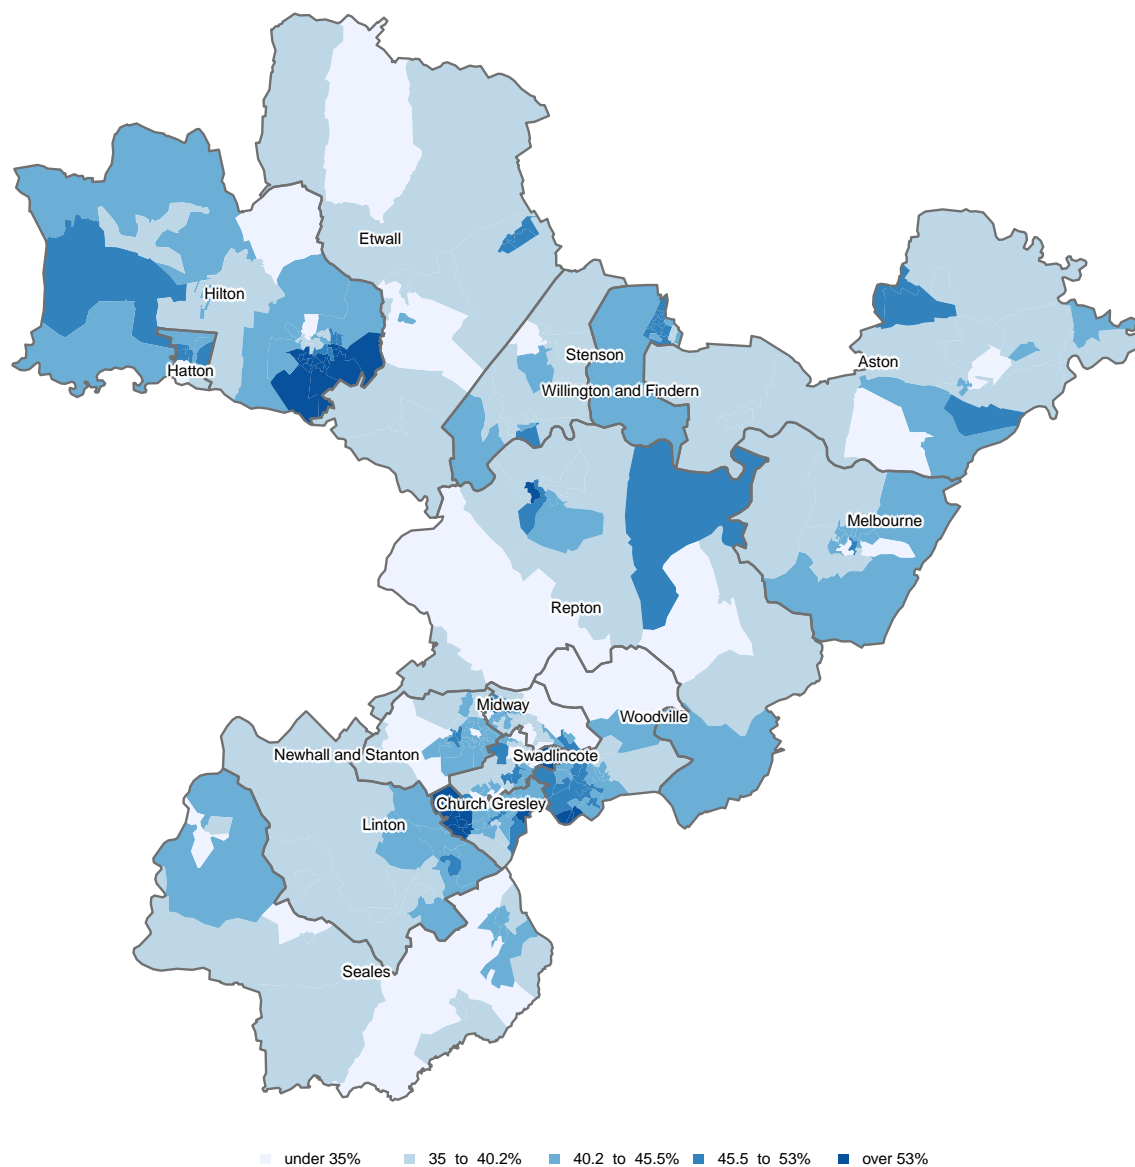 Etwall
Hilton
Stenson
Aston
Hatton
Willington and Findern
Melbourne
Repton
Midway
Woodville
Newhall and Stanton
Swadlincote
Church Gresley
Linton
Seales
under 35% 35 to 40.2% 40.2 to 45.5% 45.5 to 53% over 53%